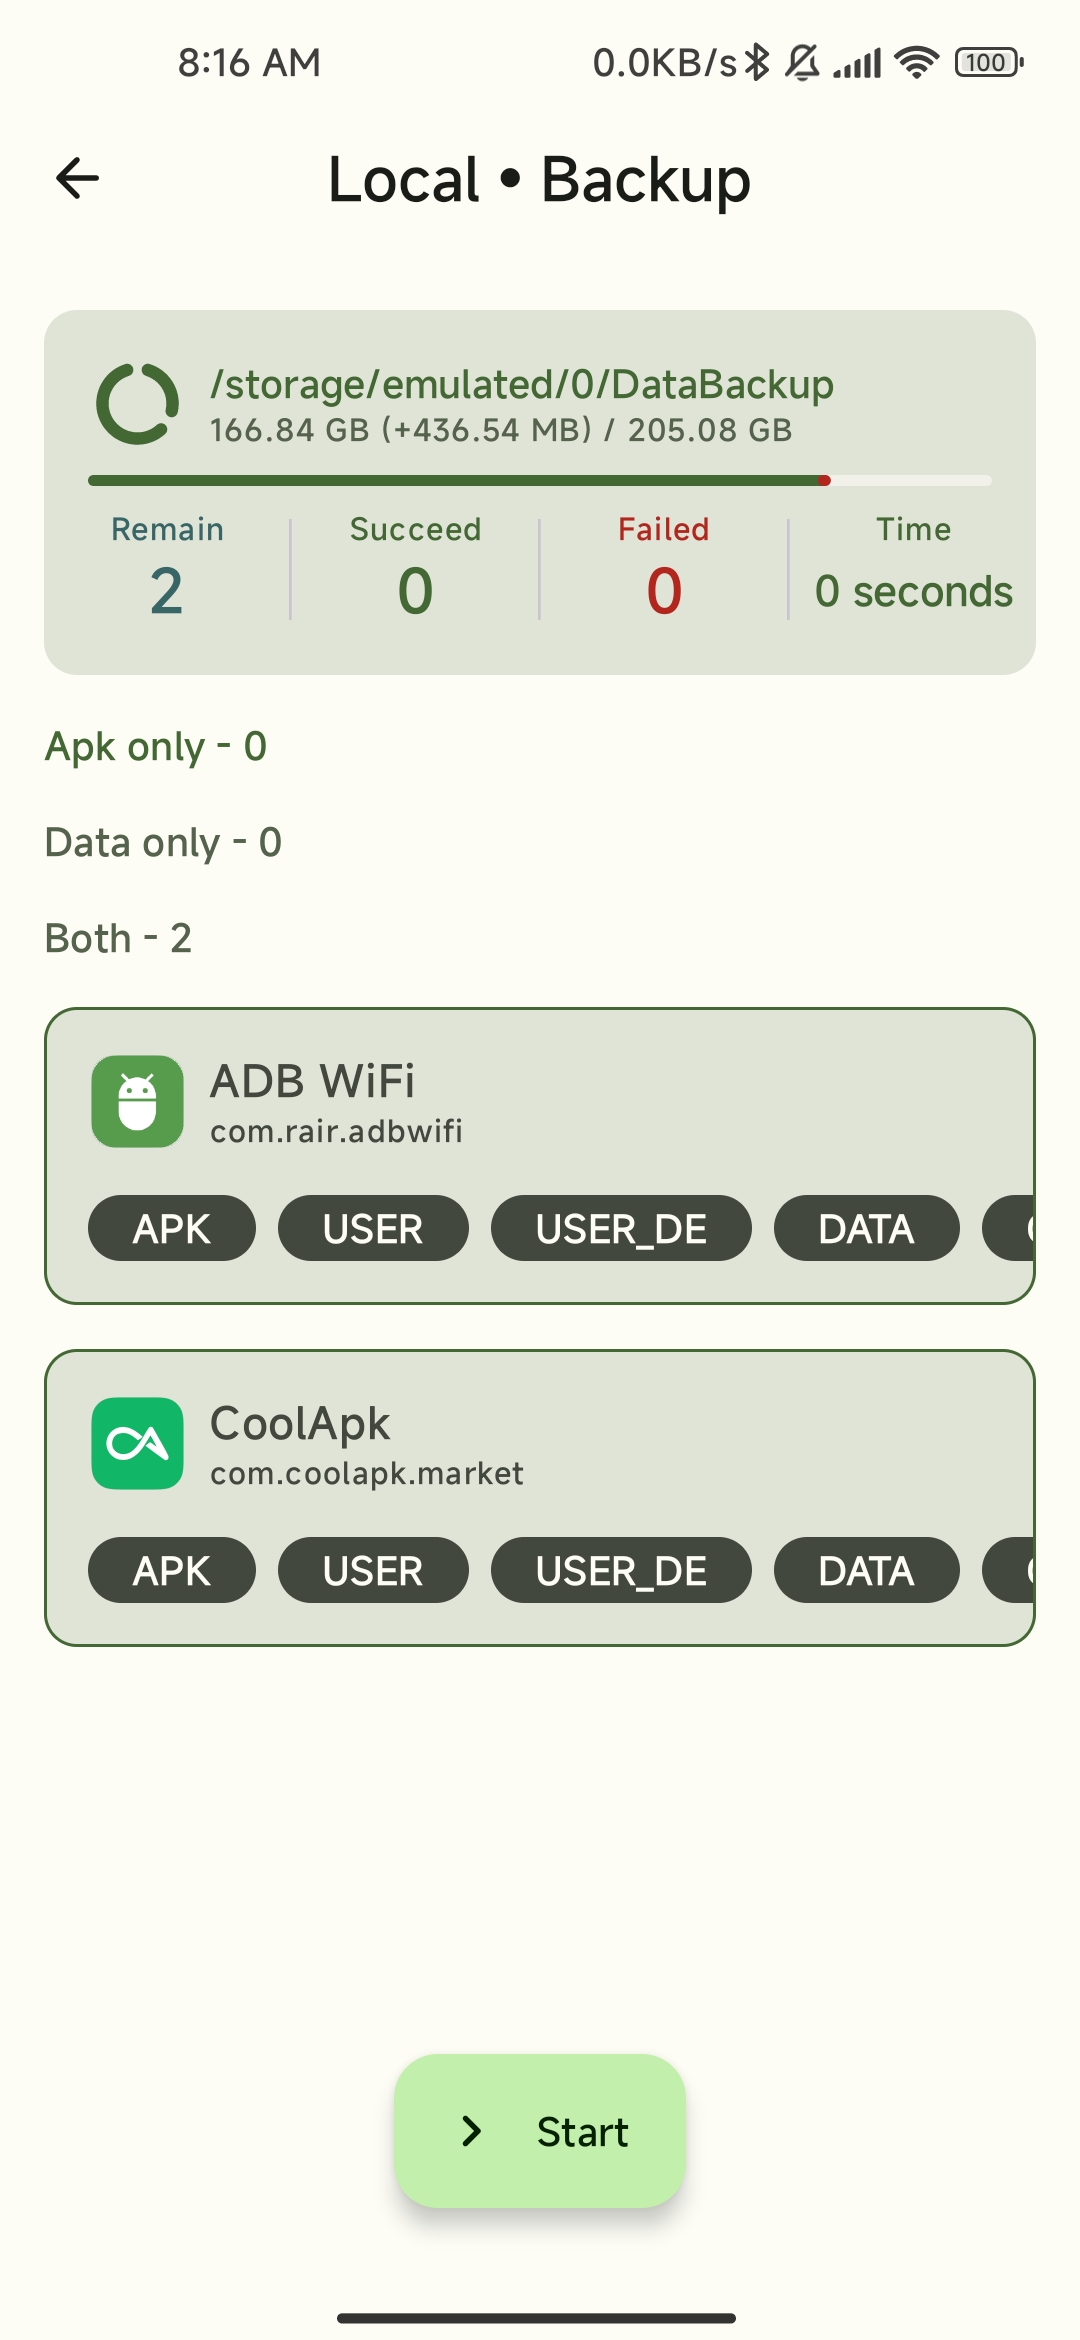 8:16 AM 0.0KB/s 100
Local • Backup
/storage/emulated/0/DataBackup
166.84 GB (+436.54 MB) / 205.08 GB
Remain Succeed Failed Time
2 0 0 0 seconds
Apk only - 0
Data only - 0
Both - 2
ADB WiFi
com.rair.adbwifi
APK USER USER_DE DATA
CoolApk
com.coolapk.market
APK USER USER_DE DATA
Start